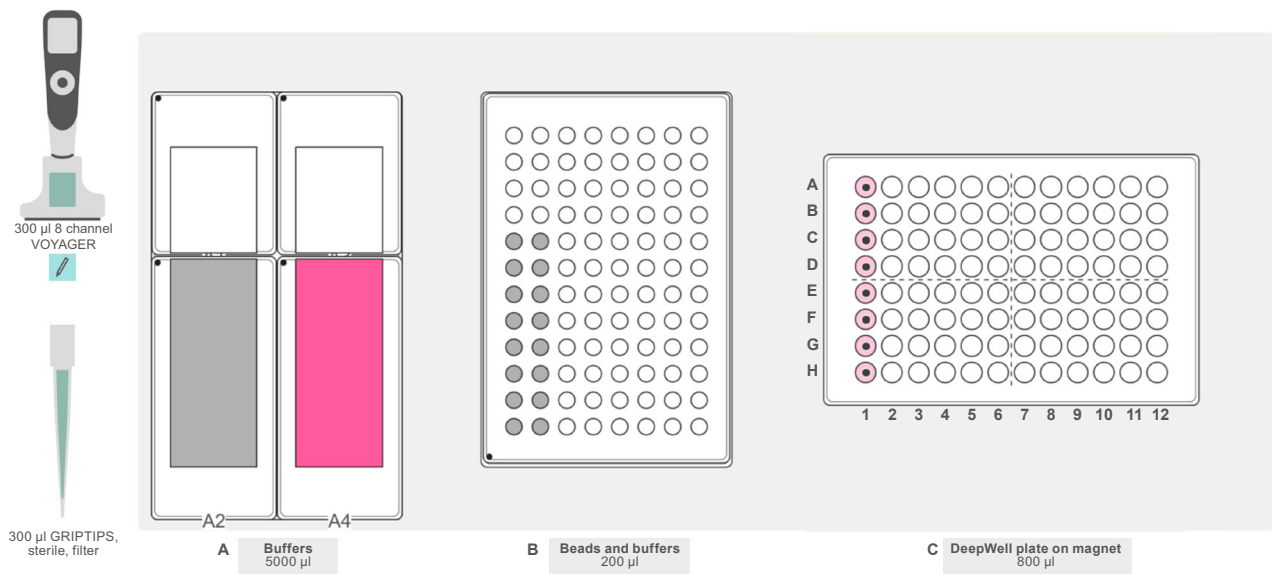 300 µl 8 channel
VOYAGER
300 µl GRIPTIPS,
sterile, filter
A2
A4
A
Buffers
5000 µl
B
Beads and buffers
200 µl
A
B
C
D
E
F
G
H
1 2 3 4 5 6 7 8 9 10 11 12
C
DeepWell plate on magnet
800 µl